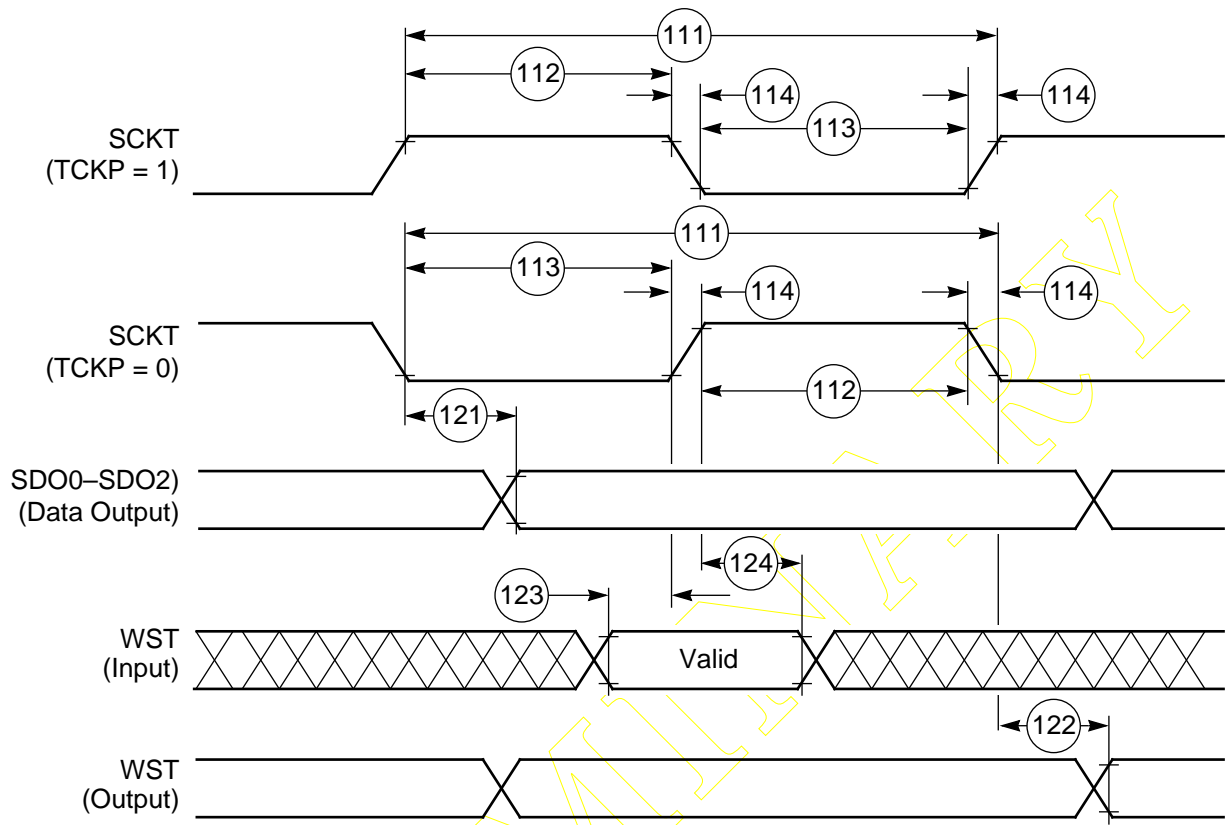 111
112
114
114
113
SCKT
(TCKP = 1)
111
113
114
114
SCKT
(TCKP = 0)
112
121
SDO0–SDO2)
(Data Output)
124
123
WST
(Input)
Valid
122
WST
(Output)